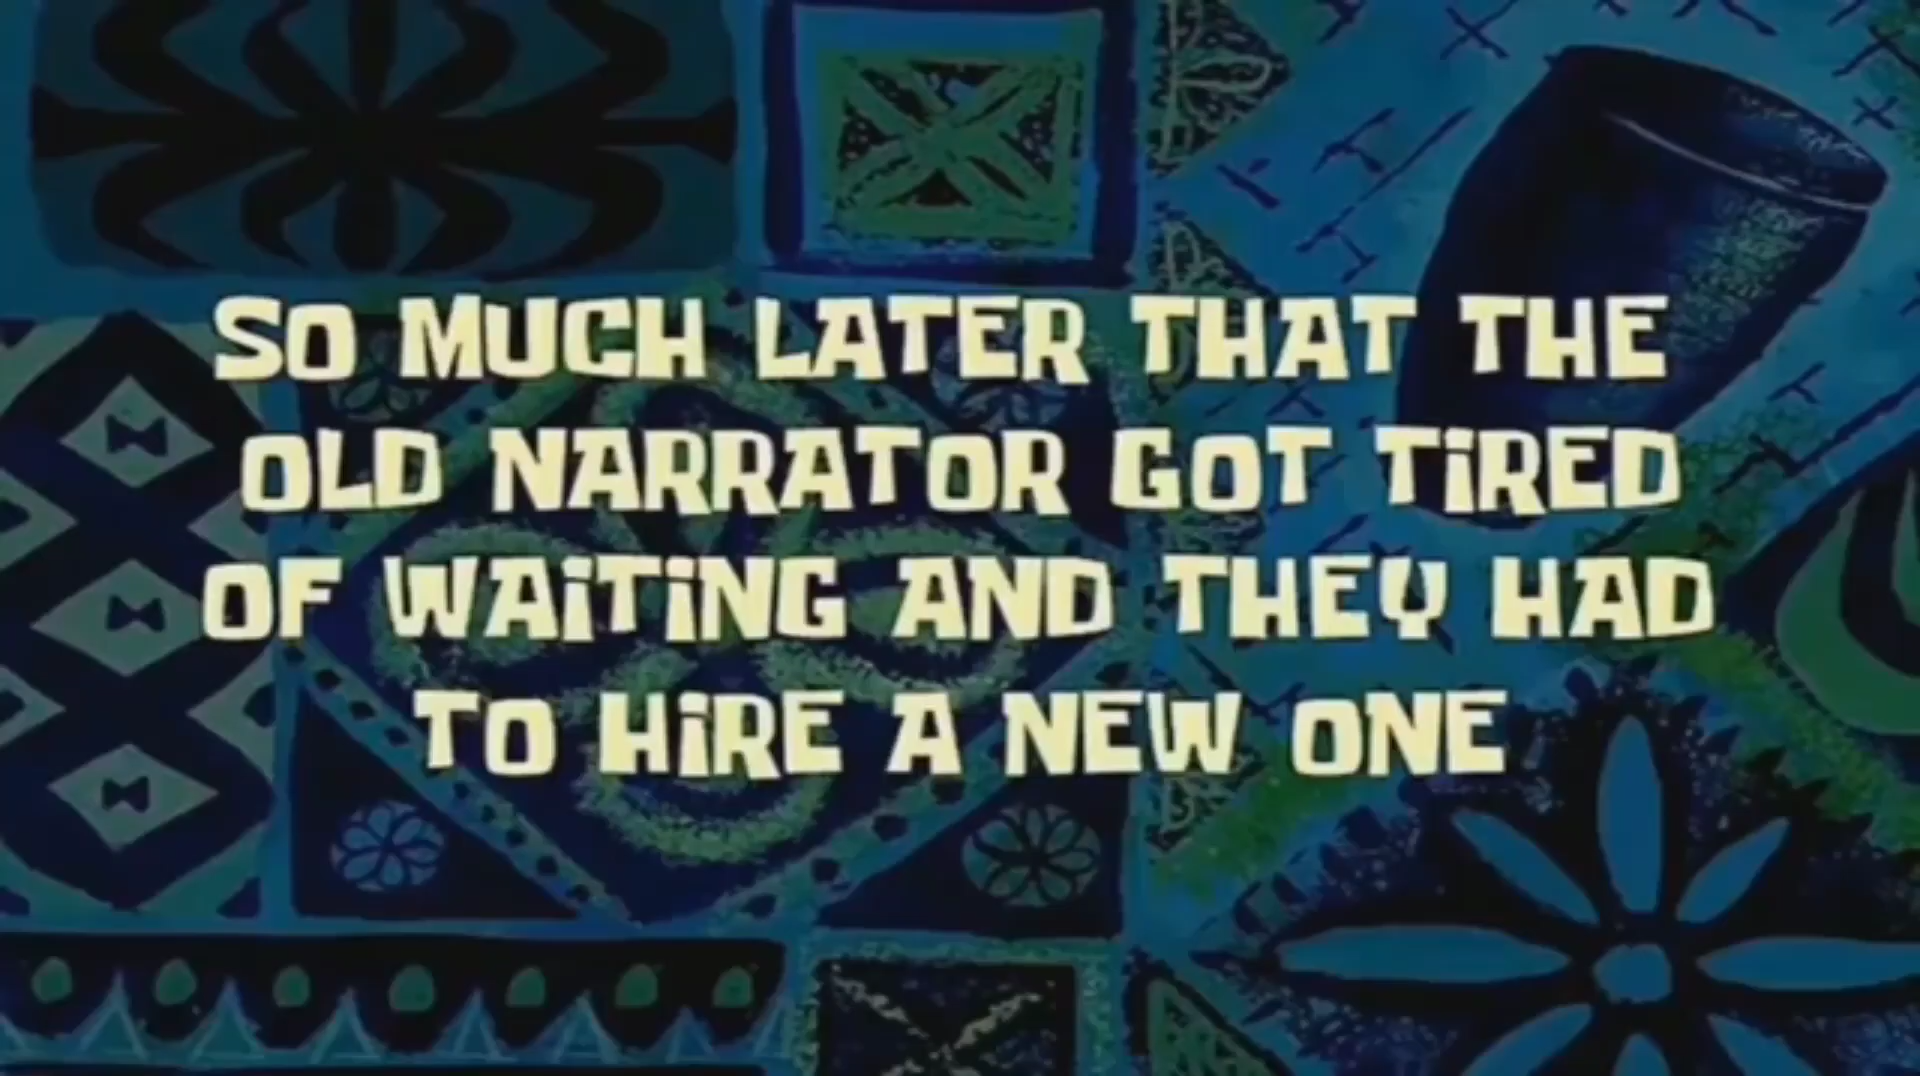 SO MUCH LATER THAT THE
OLD NARRATOR GOT TiRED
OF WAiTiNG AND THEY HAD
TO HiRE A NEW ONE